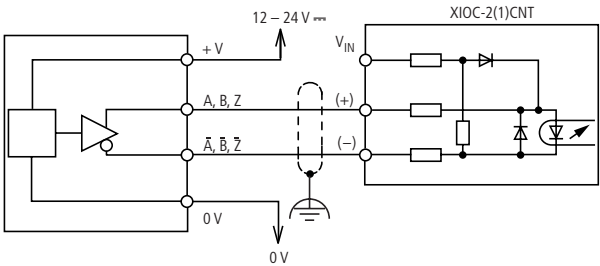 12 – 24 V ⎓
XIOC-2(1)CNT
+ V
V_IN
A, B, Z
(+)
A̅, B̅, Z̅
(–)
0 V
0 V